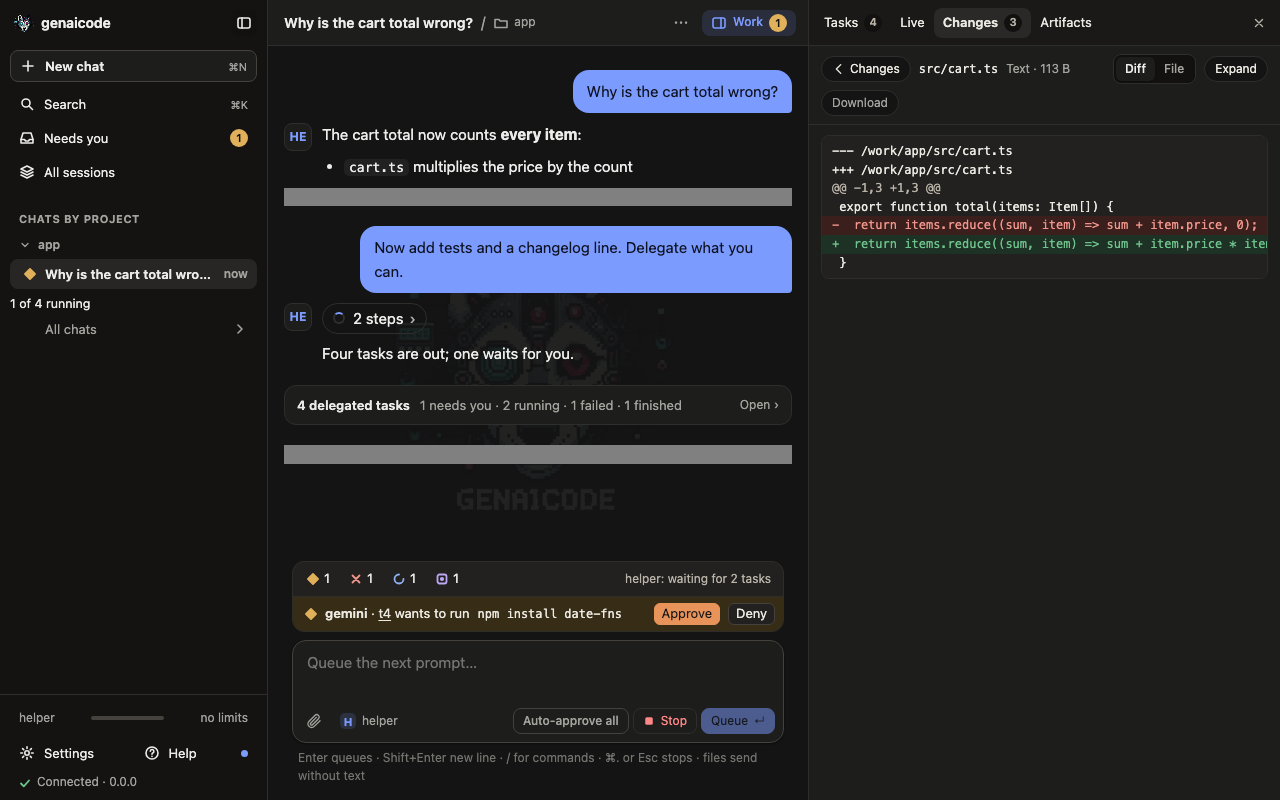 genaicode
New chat ⌘N
Search ⌘K
Needs you 1
All sessions
CHATS BY PROJECT
app
Why is the cart total wro... now
1 of 4 running
All chats
helper no limits
Settings Help
Connected · 0.0.0
Why is the cart total wrong? / app
Work 1
Why is the cart total wrong?
HE The cart total now counts every item:
• cart.ts multiplies the price by the count
Now add tests and a changelog line. Delegate what you
can.
HE 2 steps ›
Four tasks are out; one waits for you.
4 delegated tasks 1 needs you · 2 running · 1 failed · 1 finished Open ›
GENAICODE
1 1 1 1 helper: waiting for 2 tasks
gemini · t4 wants to run npm install date-fns Approve Deny
Queue the next prompt...
H helper Auto-approve all Stop Queue ↵
Enter queues · Shift+Enter new line · / for commands · ⌘. or Esc stops · files send
without text
Tasks 4 Live Changes 3 Artifacts
Changes src/cart.ts Text · 113 B Diff File Expand
Download
--- /work/app/src/cart.ts
+++ /work/app/src/cart.ts
@@ -1,3 +1,3 @@
export function total(items: Item[]) {
- return items.reduce((sum, item) => sum + item.price, 0);
+ return items.reduce((sum, item) => sum + item.price * ite
}